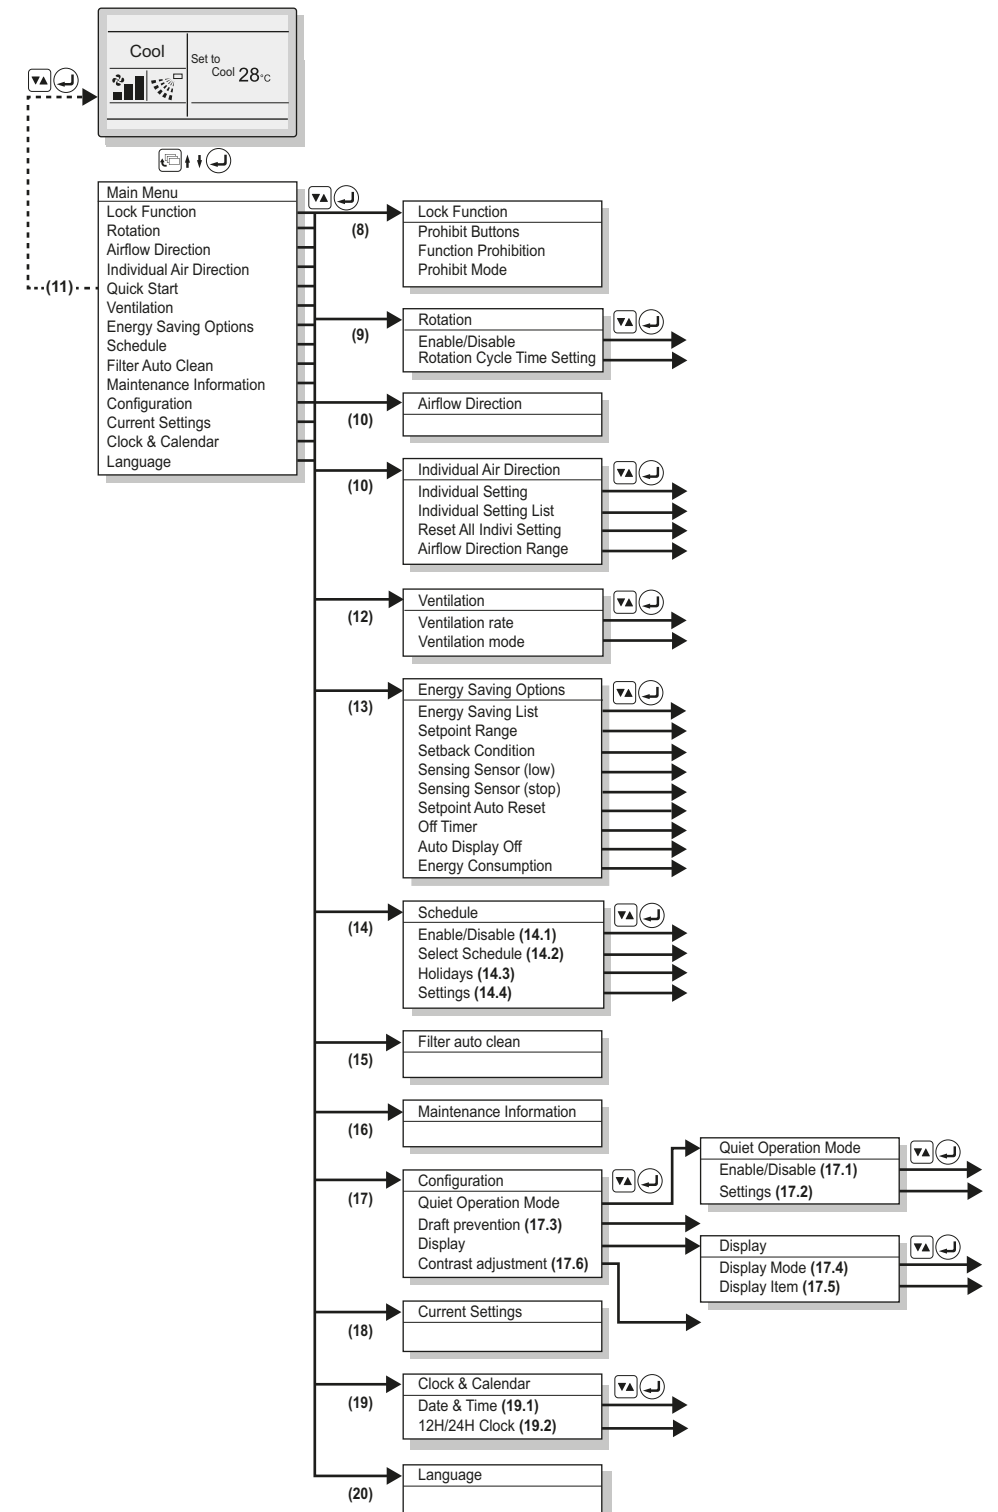 Cool
Set to
Cool 28°C
Main Menu
Lock Function
Rotation
Airflow Direction
Individual Air Direction
(11)
Quick Start
Ventilation
Energy Saving Options
Schedule
Filter Auto Clean
Maintenance Information
Configuration
Current Settings
Clock & Calendar
Language
(8)
Lock Function
Prohibit Buttons
Function Prohibition
Prohibit Mode
(9)
Rotation
Enable/Disable
Rotation Cycle Time Setting
(10)
Airflow Direction
(10)
Individual Air Direction
Individual Setting
Individual Setting List
Reset All Indivi Setting
Airflow Direction Range
(12)
Ventilation
Ventilation rate
Ventilation mode
(13)
Energy Saving Options
Energy Saving List
Setpoint Range
Setback Condition
Sensing Sensor (low)
Sensing Sensor (stop)
Setpoint Auto Reset
Off Timer
Auto Display Off
Energy Consumption
(14)
Schedule
Enable/Disable (14.1)
Select Schedule (14.2)
Holidays (14.3)
Settings (14.4)
(15)
Filter auto clean
(16)
Maintenance Information
(17)
Configuration
Quiet Operation Mode
Draft prevention (17.3)
Display
Contrast adjustment (17.6)
Quiet Operation Mode
Enable/Disable (17.1)
Settings (17.2)
Display
Display Mode (17.4)
Display Item (17.5)
(18)
Current Settings
(19)
Clock & Calendar
Date & Time (19.1)
12H/24H Clock (19.2)
(20)
Language